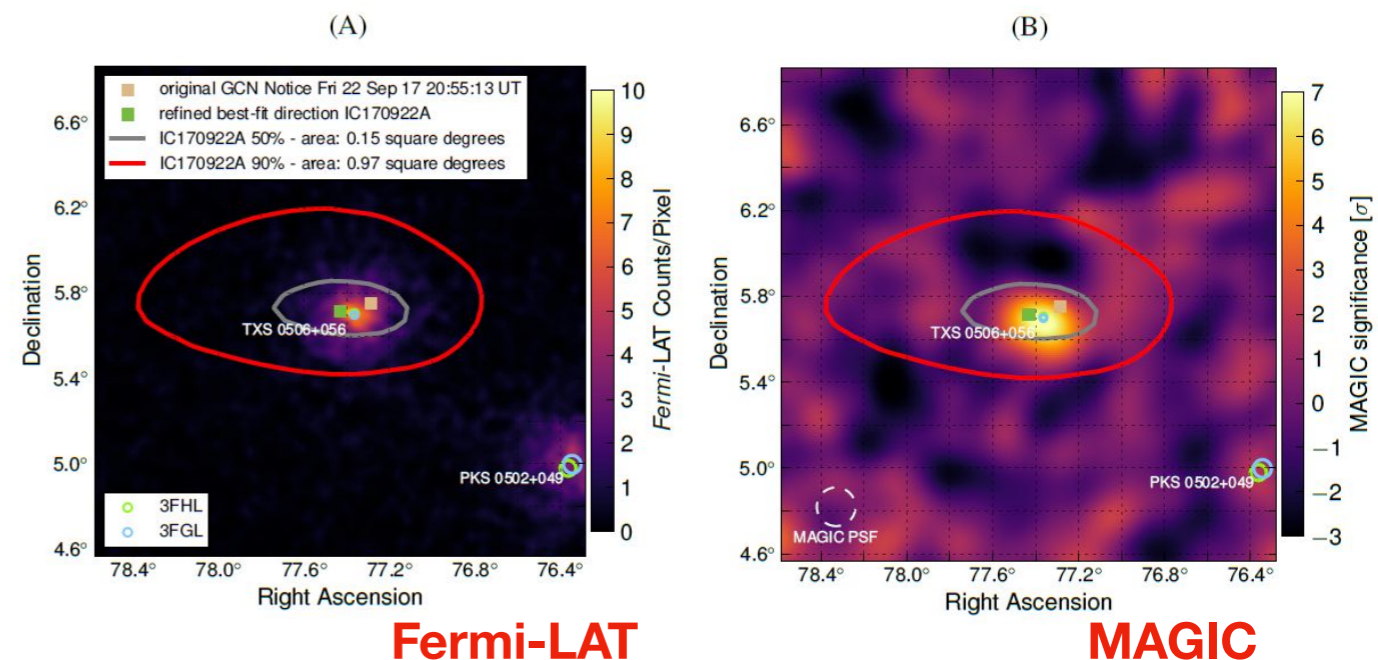 (A)
original GCN Notice Fri 22 Sep 17 20:55:13 UT
refined best-fit direction IC170922A
IC170922A 50% - area: 0.15 square degrees
IC170922A 90% - area: 0.97 square degrees
6.6°
6.2°
5.8°
5.4°
5.0°
4.6°
Declination
TXS 0506+056
PKS 0502+049
3FHL
3FGL
78.4° 78.0° 77.6° 77.2° 76.8° 76.4°
Right Ascension
10
9
8
7
6
5
4
3
2
1
0
Fermi-LAT Counts/Pixel
Fermi-LAT
(B)
6.6°
6.2°
5.8°
5.4°
5.0°
4.6°
Declination
TXS 0506+056
PKS 0502+049
MAGIC PSF
78.4° 78.0° 77.6° 77.2° 76.8° 76.4°
Right Ascension
7
6
5
4
3
2
1
0
−1
−2
−3
MAGIC significance [σ]
MAGIC